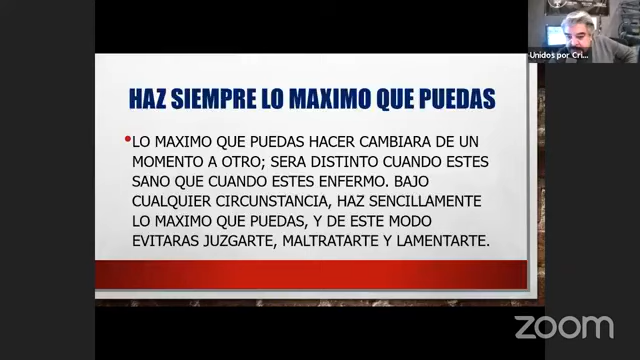 Unidos por Cri...
HAZ SIEMPRE LO MAXIMO QUE PUEDAS
•LO MAXIMO QUE PUEDAS HACER CAMBIARA DE UN
MOMENTO A OTRO; SERA DISTINTO CUANDO ESTES
SANO QUE CUANDO ESTES ENFERMO. BAJO
CUALQUIER CIRCUNSTANCIA, HAZ SENCILLAMENTE
LO MAXIMO QUE PUEDAS, Y DE ESTE MODO
EVITARAS JUZGARTE, MALTRATARTE Y LAMENTARTE.
zoom